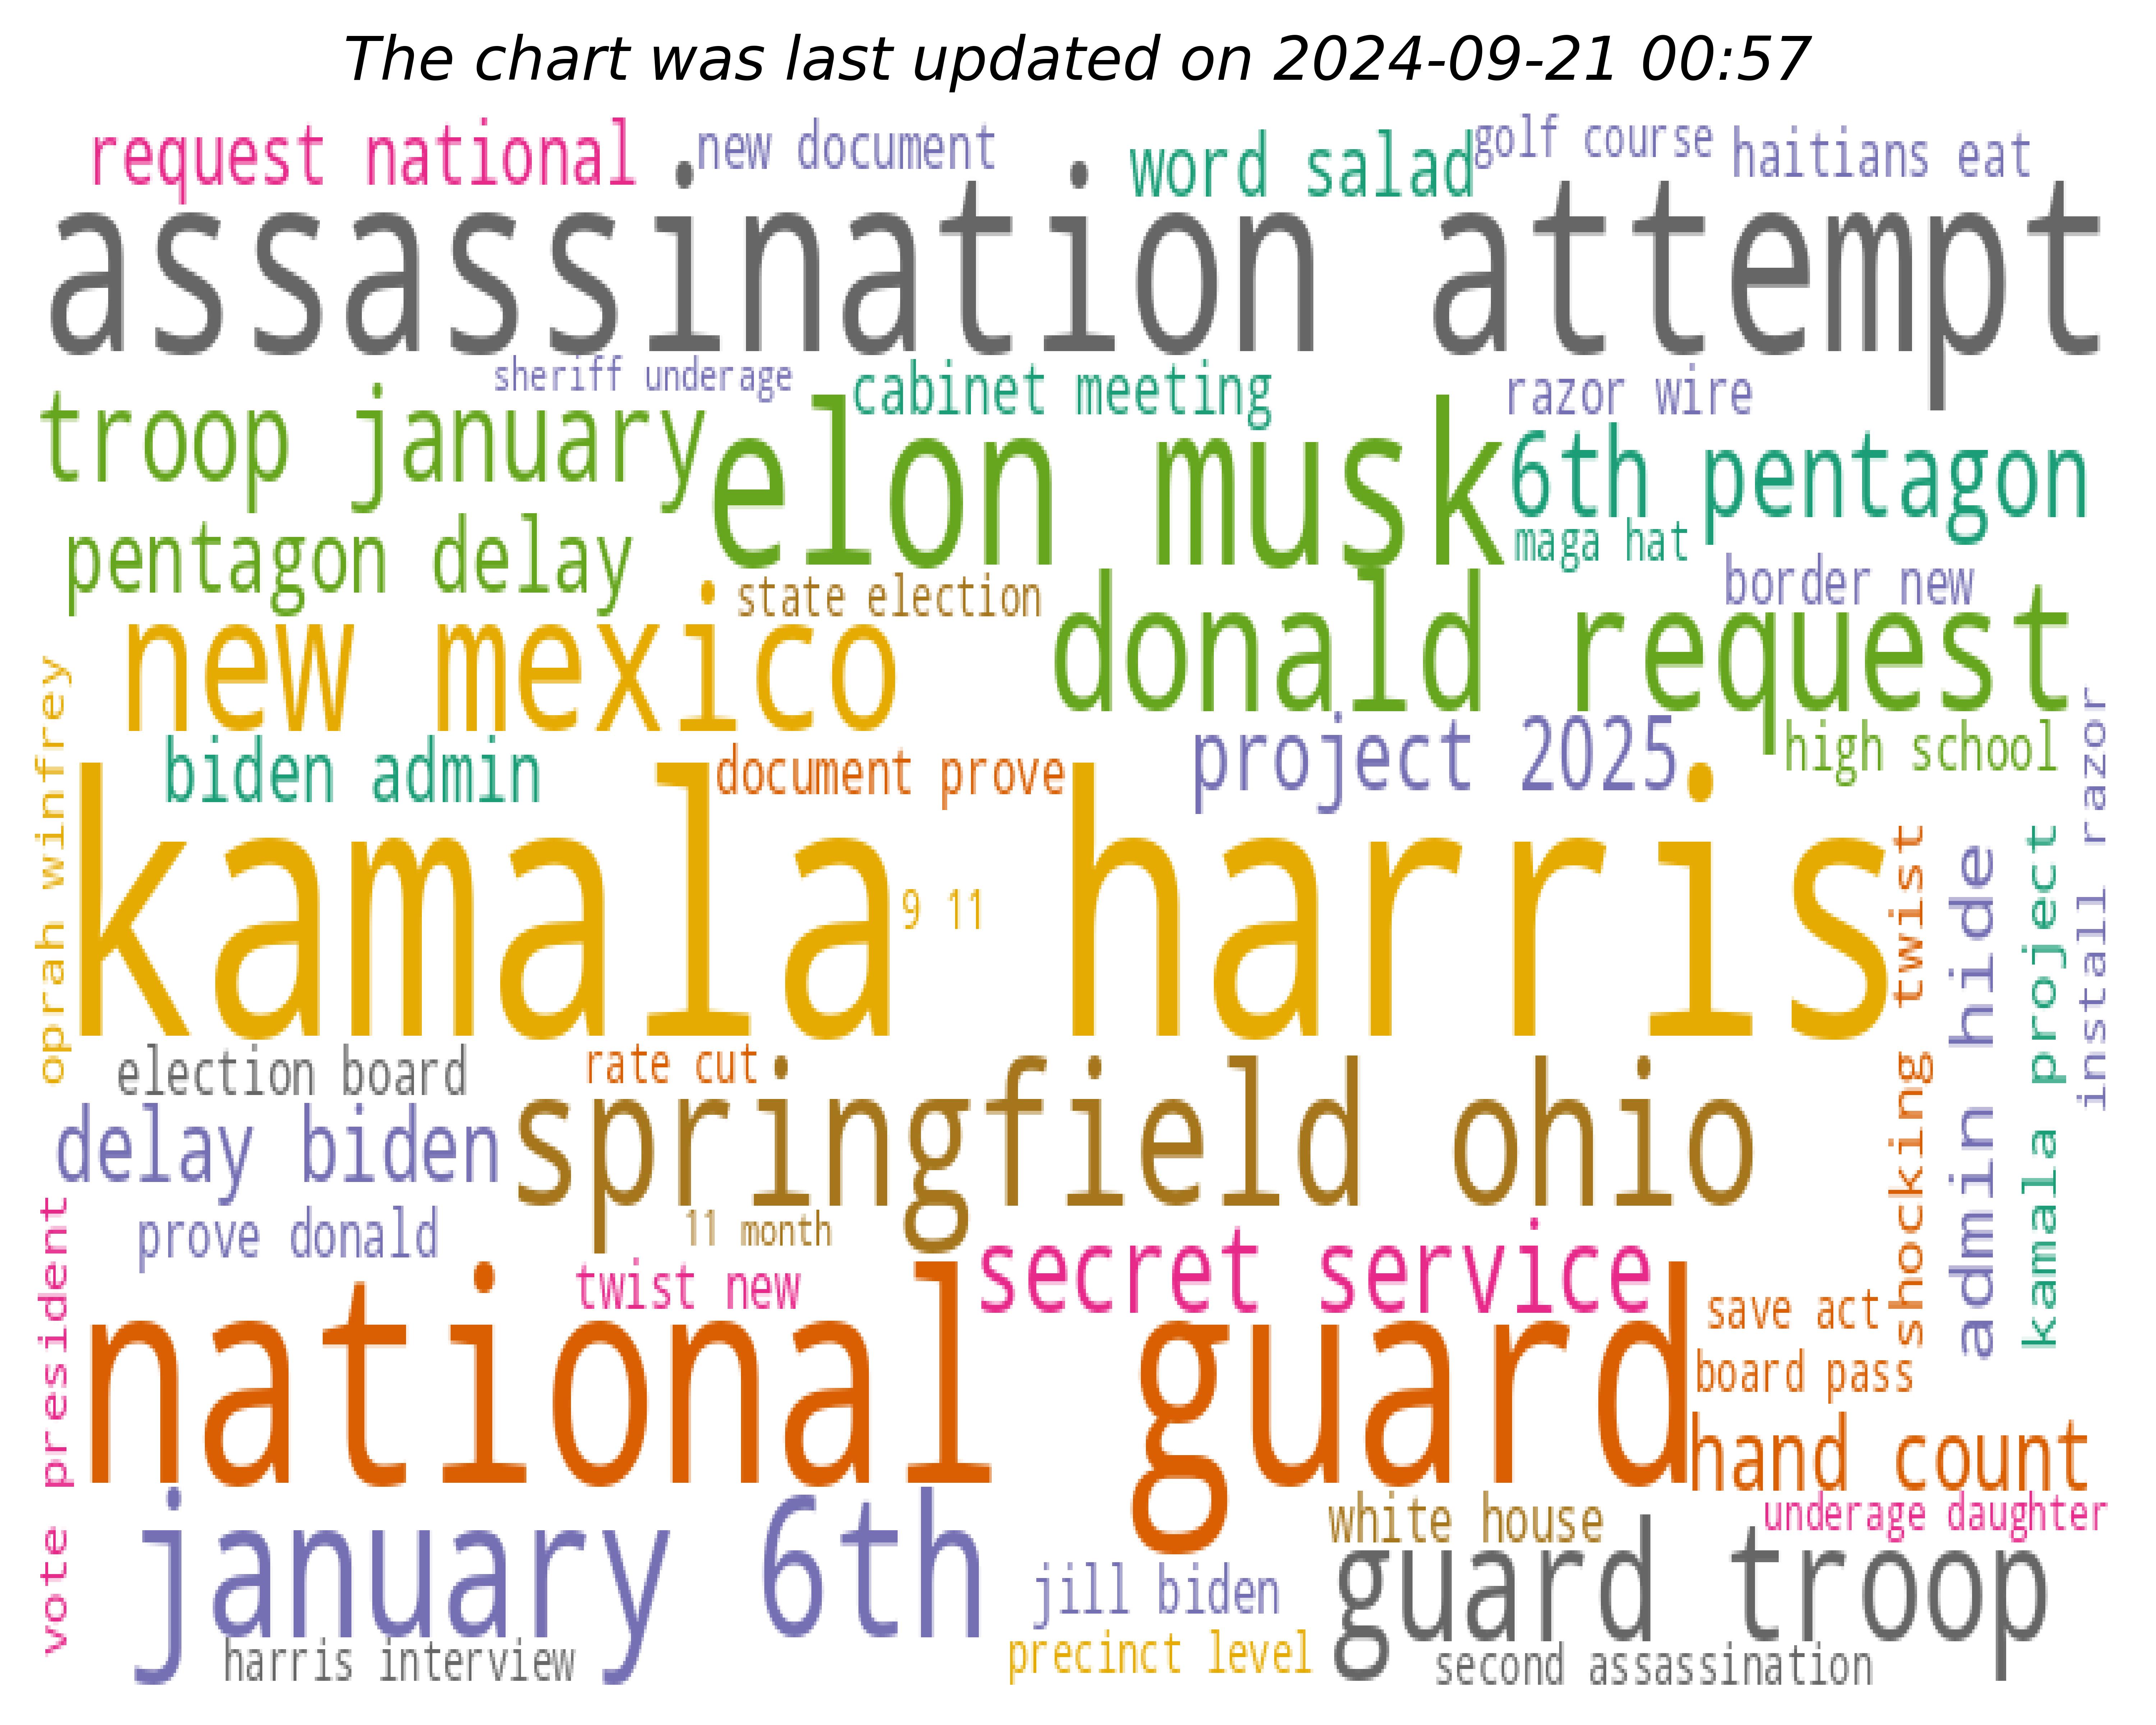 The chart was last updated on 2024-09-21 00:57
request national
new document
word salad
golf course
haitians eat
assassination attempt
sheriff underage
cabinet meeting
razor wire
troop january
elon musk
6th pentagon
maga hat
pentagon delay
border new
state election
donald request
new mexico
oprah winfrey
biden admin
document prove
project 2025
high school
install razor
kamala harris
9 11
shocking twist
admin hide
kamala project
election board
rate cut
springfield ohio
delay biden
prove donald
11 month
secret service
twist new
vote president
save act
national guard
board pass
hand count
january 6th
white house
underage daughter
jill biden
guard troop
harris interview
precinct level
second assassination